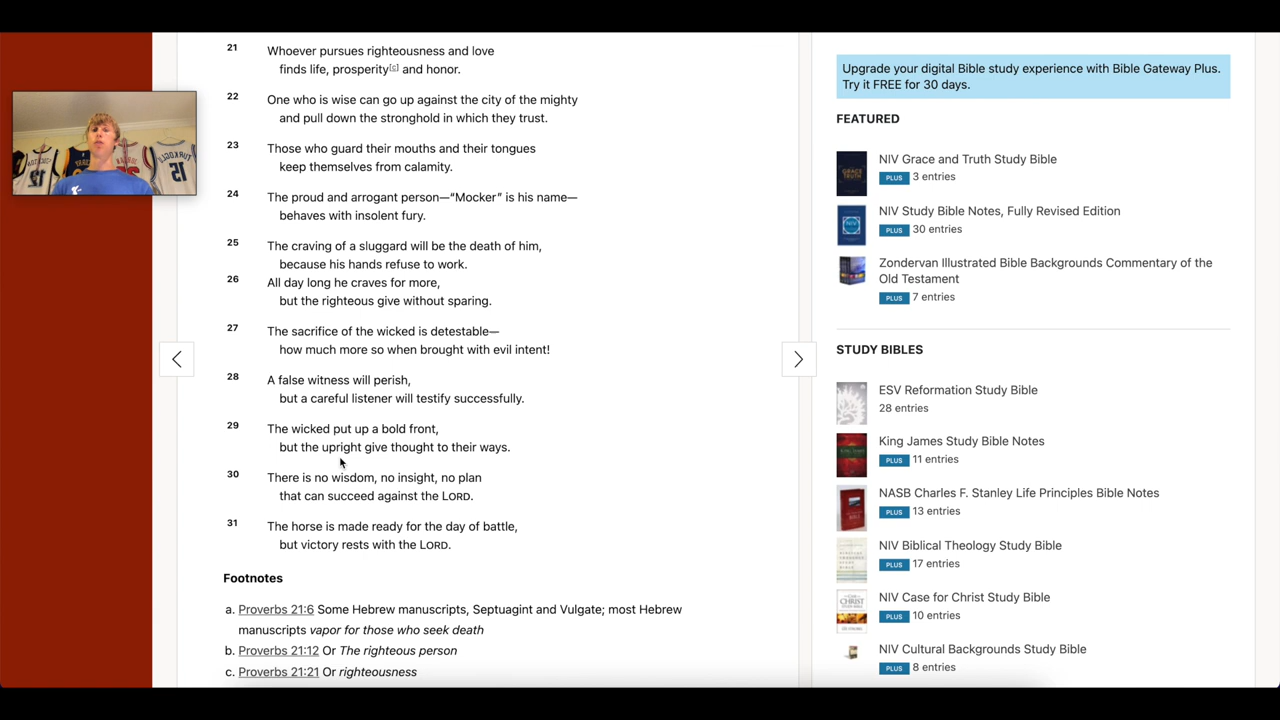 21 Whoever pursues righteousness and love
finds life, prosperity[c] and honor.
22 One who is wise can go up against the city of the mighty
and pull down the stronghold in which they trust.
23 Those who guard their mouths and their tongues
keep themselves from calamity.
24 The proud and arrogant person—“Mocker” is his name—
behaves with insolent fury.
25 The craving of a sluggard will be the death of him,
because his hands refuse to work.
26 All day long he craves for more,
but the righteous give without sparing.
27 The sacrifice of the wicked is detestable—
how much more so when brought with evil intent!
28 A false witness will perish,
but a careful listener will testify successfully.
29 The wicked put up a bold front,
but the upright give thought to their ways.
30 There is no wisdom, no insight, no plan
that can succeed against the LORD.
31 The horse is made ready for the day of battle,
but victory rests with the LORD.
Footnotes
a. Proverbs 21:6 Some Hebrew manuscripts, Septuagint and Vulgate; most Hebrew
manuscripts vapor for those who seek death
b. Proverbs 21:12 Or The righteous person
c. Proverbs 21:21 Or righteousness
Upgrade your digital Bible study experience with Bible Gateway Plus.
Try it FREE for 30 days.
FEATURED
NIV Grace and Truth Study Bible
PLUS 3 entries
NIV Study Bible Notes, Fully Revised Edition
PLUS 30 entries
Zondervan Illustrated Bible Backgrounds Commentary of the
Old Testament
PLUS 7 entries
STUDY BIBLES
ESV Reformation Study Bible
28 entries
King James Study Bible Notes
PLUS 11 entries
NASB Charles F. Stanley Life Principles Bible Notes
PLUS 13 entries
NIV Biblical Theology Study Bible
PLUS 17 entries
NIV Case for Christ Study Bible
PLUS 10 entries
NIV Cultural Backgrounds Study Bible
PLUS 8 entries